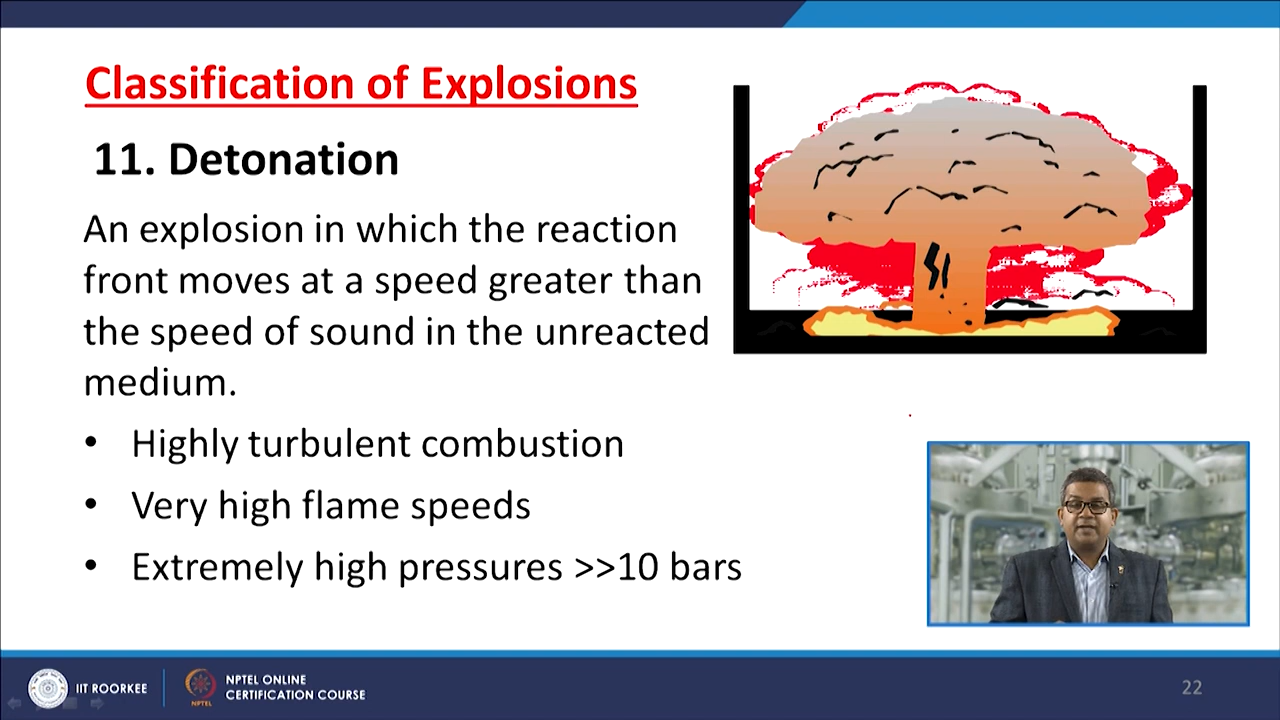 Classification of Explosions
11. Detonation
An explosion in which the reaction
front moves at a speed greater than
the speed of sound in the unreacted
medium.
• Highly turbulent combustion
• Very high flame speeds
• Extremely high pressures >>10 bars
IIT ROORKEE
NPTEL
NPTEL ONLINE
CERTIFICATION COURSE
22